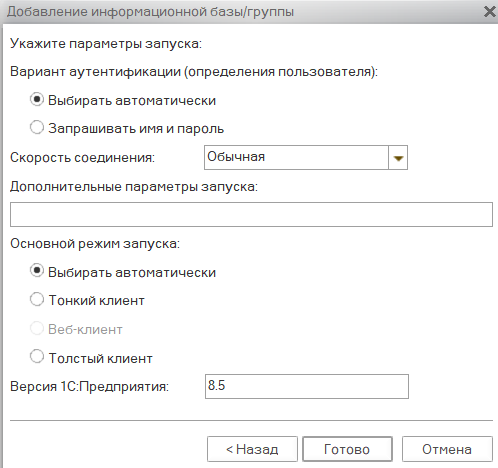 Добавление информационной базы/группы
Укажите параметры запуска:
Вариант аутентификации (определения пользователя):
Выбирать автоматически
Запрашивать имя и пароль
Скорость соединения: Обычная
Дополнительные параметры запуска:
Основной режим запуска:
Выбирать автоматически
Тонкий клиент
Веб-клиент
Толстый клиент
Версия 1С:Предприятия: 8.5
< Назад Готово Отмена